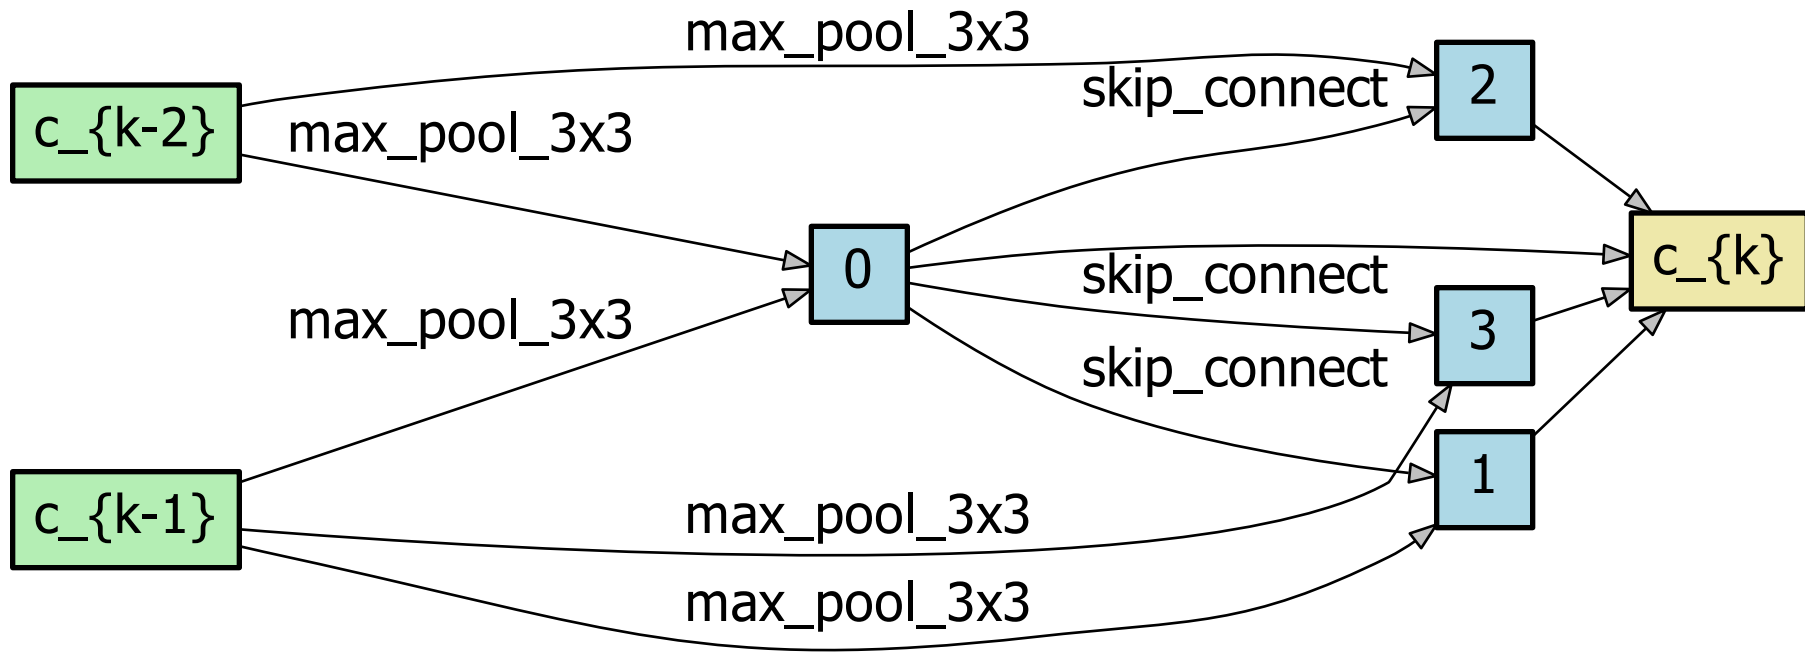 max_pool_3x3
2
skip_connect
c_{k-2}
max_pool_3x3
0
c_{k}
skip_connect
max_pool_3x3
3
skip_connect
1
c_{k-1}
max_pool_3x3
max_pool_3x3